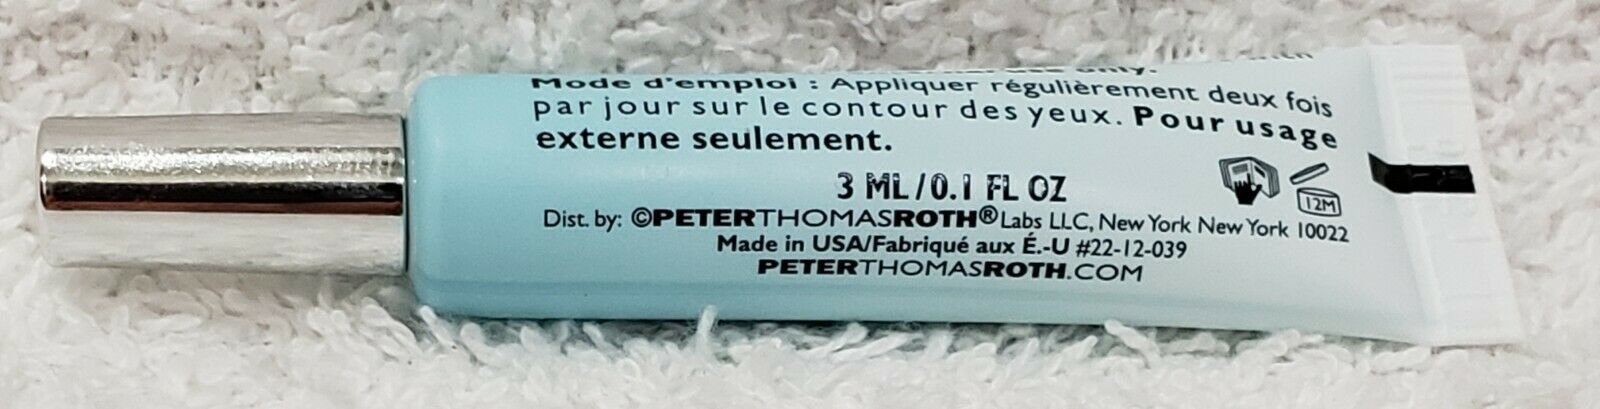 only.
Mode d'emploi : Appliquer régulièrement deux fois
par jour sur le contour des yeux. Pour usage
externe seulement.
3 ML/0.1 FL OZ
12M
Dist. by: ©PETERTHOMASROTH® Labs LLC, New York New York 10022
Made in USA/Fabriqué aux É.-U #22-12-039
PETERTHOMASROTH.COM